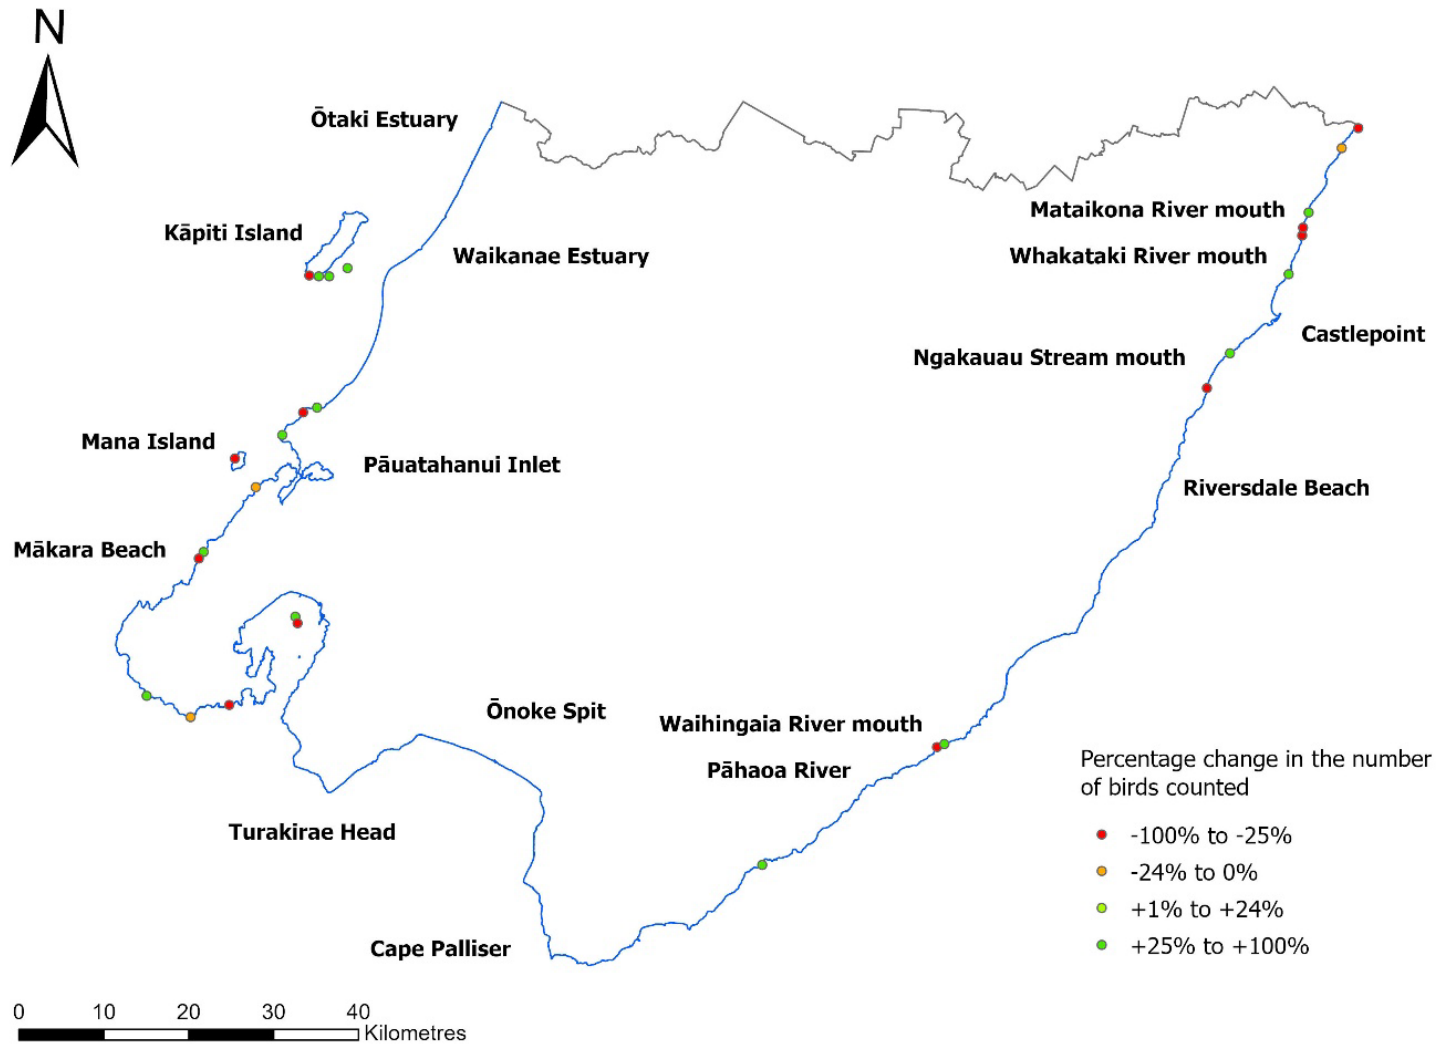 N
Ōtaki Estuary
Mataikona River mouth
Kāpiti Island
Waikanae Estuary
Whakataki River mouth
Castlepoint
Ngakauau Stream mouth
Mana Island
Pāuatahanui Inlet
Riversdale Beach
Mākara Beach
Ōnoke Spit
Waihingaia River mouth
Pāhaoa River
Turakirae Head
Cape Palliser
Percentage change in the number
of birds counted
-100% to -25%
-24% to 0%
+1% to +24%
+25% to +100%
0 10 20 30 40
Kilometres